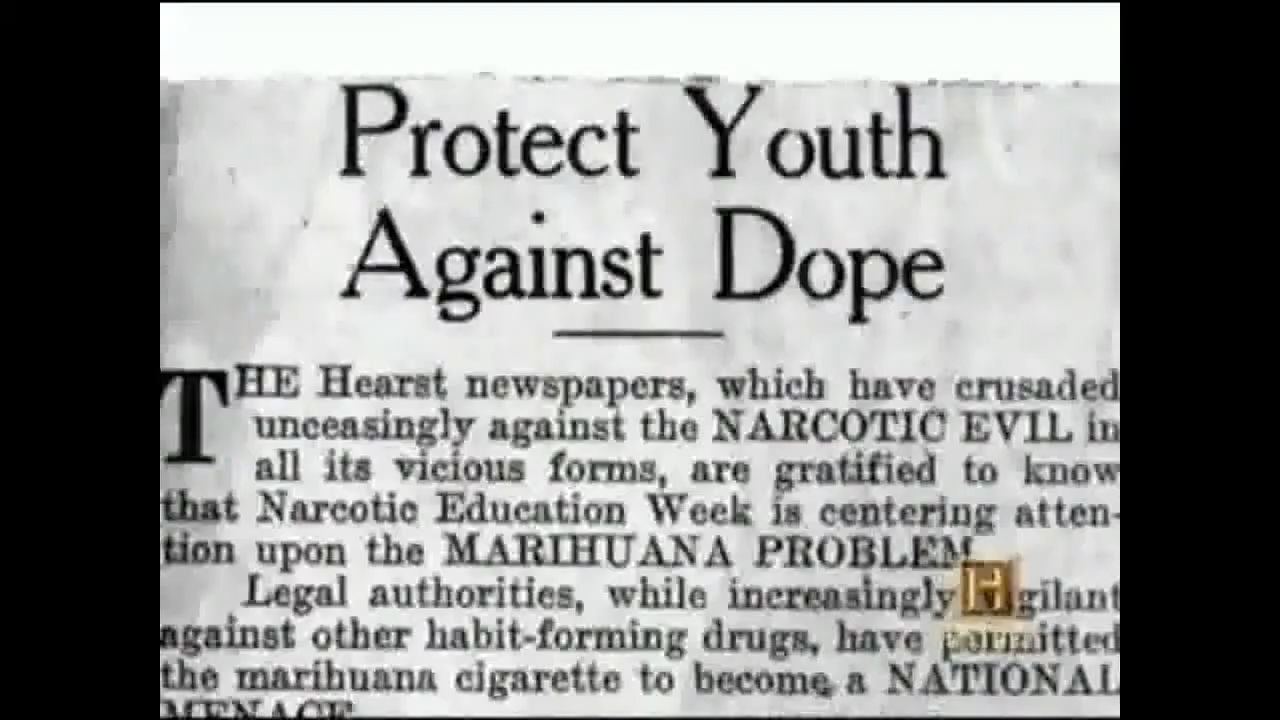 Protect Youth
Against Dope
THE Hearst newspapers, which have crusaded
unceasingly against the NARCOTIC EVIL in
all its vicious forms, are gratified to know
that Narcotic Education Week is centering atten-
tion upon the MARIHUANA PROBLEM.
Legal authorities, while increasingly vigilant
against other habit-forming drugs, have permitted
the marihuana cigarette to become a NATIONAL
MENACE
H